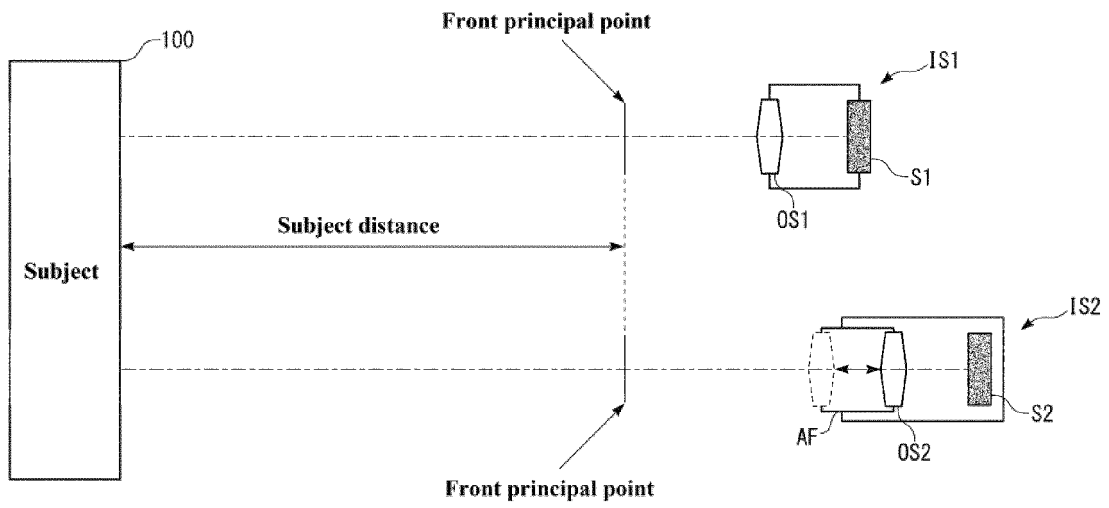 Front principal point
100
IS1
S1
OS1
Subject distance
Subject
IS2
S2
AF
OS2
Front principal point